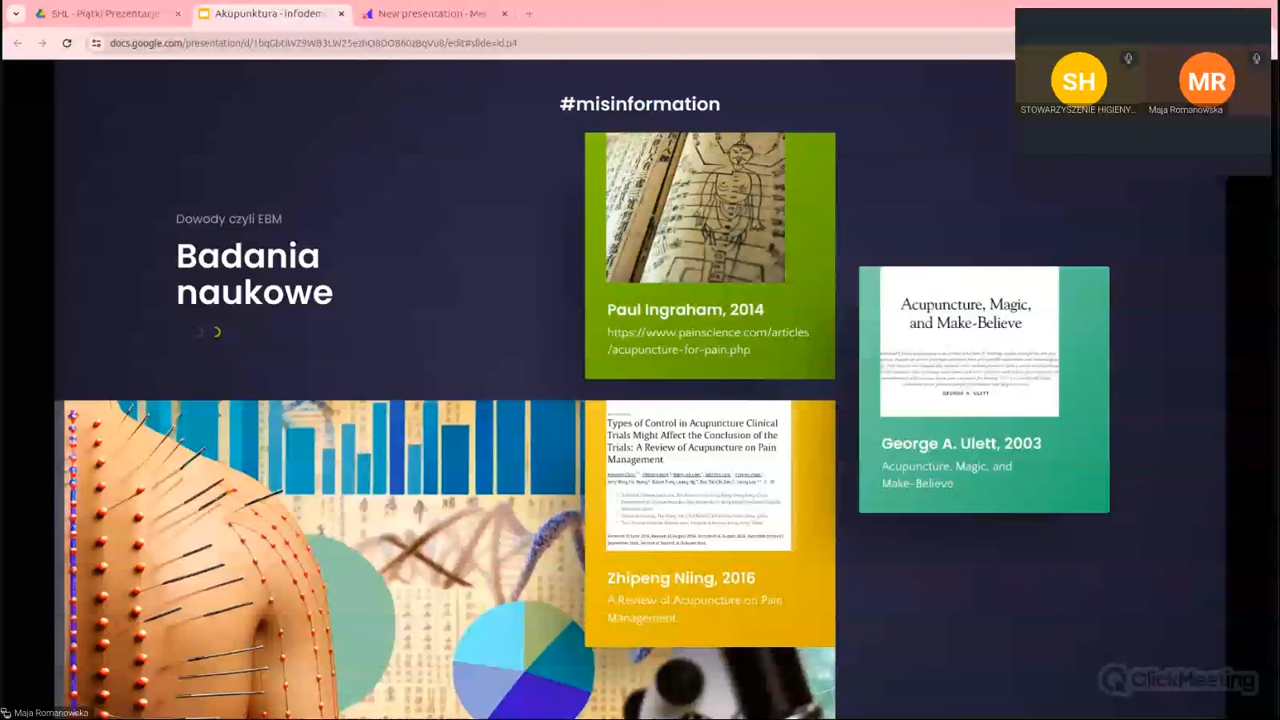 SHL - Piątki Prezentacje
Akupunktura - infodem
New presentation - Me
docs.google.com/presentation/d/1bqGbtiWZ9WB3LW25ezhO8DO860zBqVu8/edit#slide=id.p4
SH
STOWARZYSZENIE HIGIENY...
MR
Maja Romanowska
#misinformation
Dowody czyli EBM
Badania
naukowe
Paul Ingraham, 2014
https://www.painscience.com/articles
/acupuncture-for-pain.php
Acupuncture, Magic,
and Make-Believe
GEORGE A. ULETT
George A. Ulett, 2003
Acupuncture, Magic, and
Make-Believe
Types of Control in Acupuncture Clinical
Trials Might Affect the Conclusion of the
Trials: A Review of Acupuncture on Pain
Management
Zhipeng Niing, 2016
A Review of Acupuncture on Pain
Management
ClickMeeting
Maja Romanowska